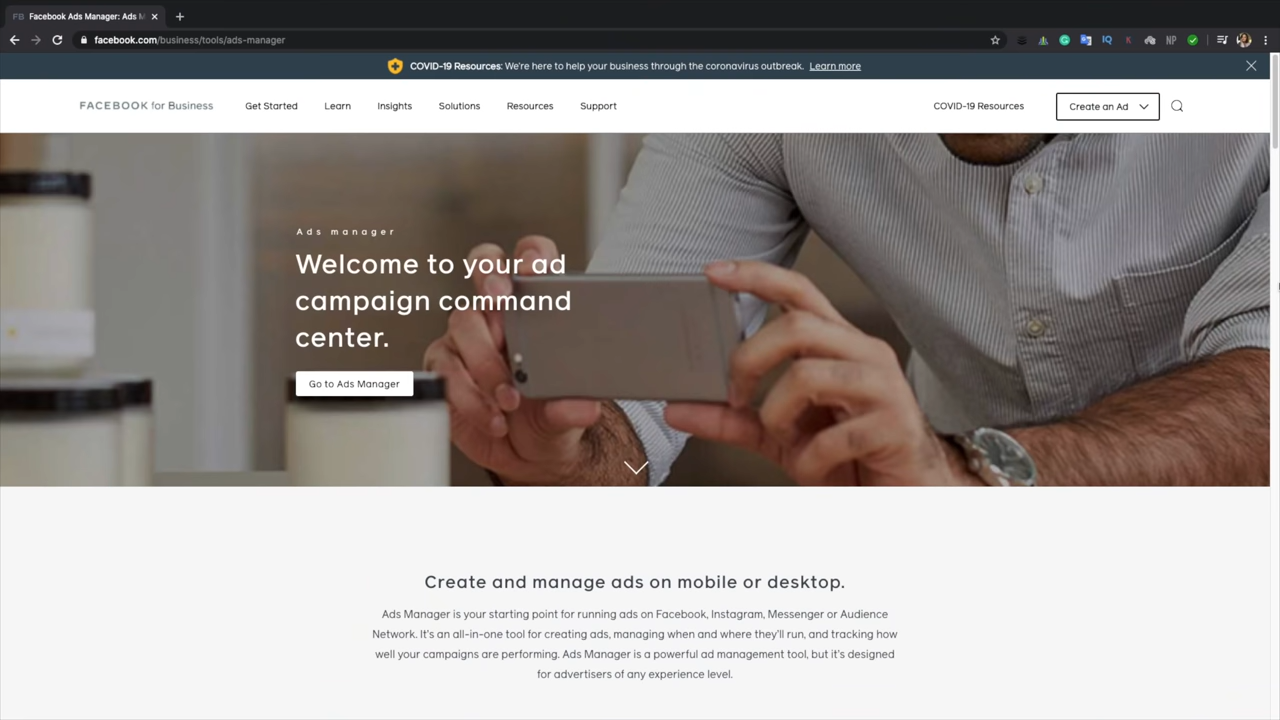 FB Facebook Ads Manager: Ads M
facebook.com/business/tools/ads-manager
IQ K NP
COVID-19 Resources: We're here to help your business through the coronavirus outbreak. Learn more
FACEBOOK for Business Get Started Learn Insights Solutions Resources Support COVID-19 Resources Create an Ad
Ads manager
Welcome to your ad
campaign command
center.
Go to Ads Manager
Create and manage ads on mobile or desktop.
Ads Manager is your starting point for running ads on Facebook, Instagram, Messenger or Audience
Network. It's an all-in-one tool for creating ads, managing when and where they'll run, and tracking how
well your campaigns are performing. Ads Manager is a powerful ad management tool, but it's designed
for advertisers of any experience level.